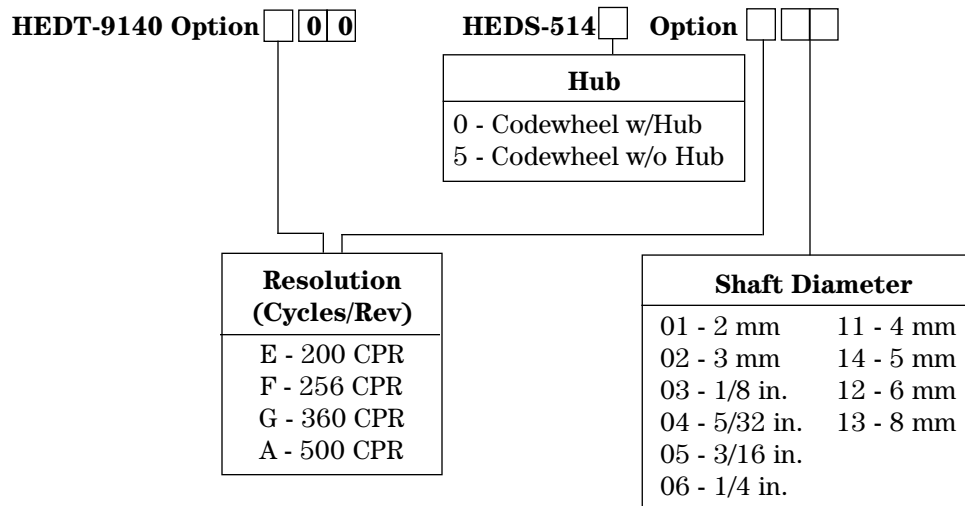 HEDT-9140 Option 0 0 HEDS-514 Option
Hub
0 - Codewheel w/Hub
5 - Codewheel w/o Hub
Resolution
(Cycles/Rev)
E - 200 CPR
F - 256 CPR
G - 360 CPR
A - 500 CPR
Shaft Diameter
01 - 2 mm 11 - 4 mm
02 - 3 mm 14 - 5 mm
03 - 1/8 in. 12 - 6 mm
04 - 5/32 in. 13 - 8 mm
05 - 3/16 in.
06 - 1/4 in.